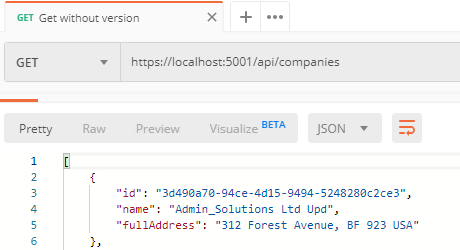 GET Get without version
GET https://localhost:5001/api/companies
Pretty Raw Preview Visualize BETA JSON
1 [
2 {
3 "id": "3d490a70-94ce-4d15-9494-5248280c2ce3",
4 "name": "Admin_Solutions Ltd Upd",
5 "fullAddress": "312 Forest Avenue, BF 923 USA"
6 },